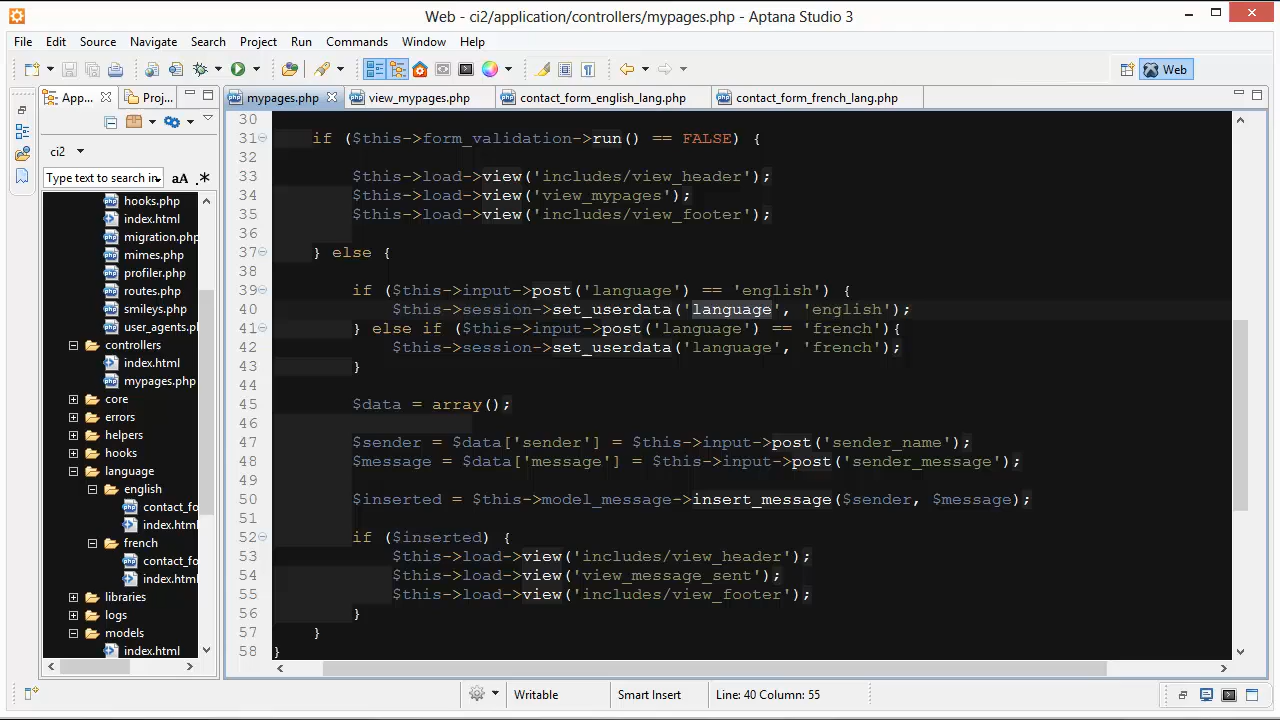 Web - ci2/application/controllers/mypages.php - Aptana Studio 3
File Edit Source Navigate Search Project Run Commands Window Help
Web
App... Proj...
mypages.php view_mypages.php contact_form_english_lang.php contact_form_french_lang.php
ci2
Type text to search in
aA .*
hooks.php
index.html
migration.php
mimes.php
profiler.php
routes.php
smileys.php
user_agents.p
controllers
index.html
mypages.php
core
errors
helpers
hooks
language
english
contact_fo
index.html
french
contact_fo
index.html
libraries
logs
models
index.html
30
31 if ($this->form_validation->run() == FALSE) {
32
33 $this->load->view('includes/view_header');
34 $this->load->view('view_mypages');
35 $this->load->view('includes/view_footer');
36
37 } else {
38
39 if ($this->input->post('language') == 'english') {
40 $this->session->set_userdata('language', 'english');
41 } else if ($this->input->post('language') == 'french'){
42 $this->session->set_userdata('language', 'french');
43 }
44
45 $data = array();
46
47 $sender = $data['sender'] = $this->input->post('sender_name');
48 $message = $data['message'] = $this->input->post('sender_message');
49
50 $inserted = $this->model_message->insert_message($sender, $message);
51
52 if ($inserted) {
53 $this->load->view('includes/view_header');
54 $this->load->view('view_message_sent');
55 $this->load->view('includes/view_footer');
56 }
57 }
58 }
Writable Smart Insert Line: 40 Column: 55